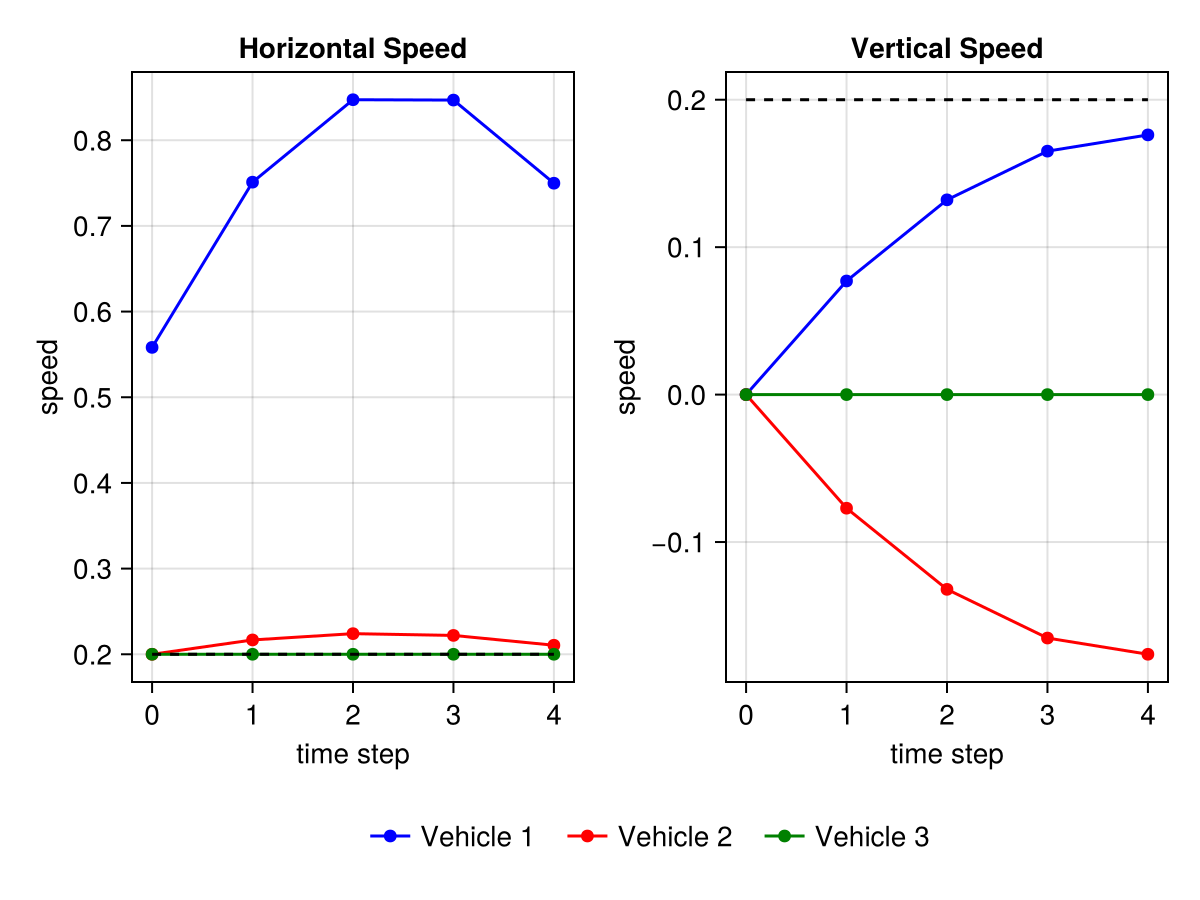 Horizontal Speed
0.8
0.7
0.6
0.5
0.4
0.3
0.2
speed
0 1 2 3 4
time step
Vertical Speed
0.2
0.1
0.0
−0.1
speed
0 1 2 3 4
time step
Vehicle 1 Vehicle 2 Vehicle 3